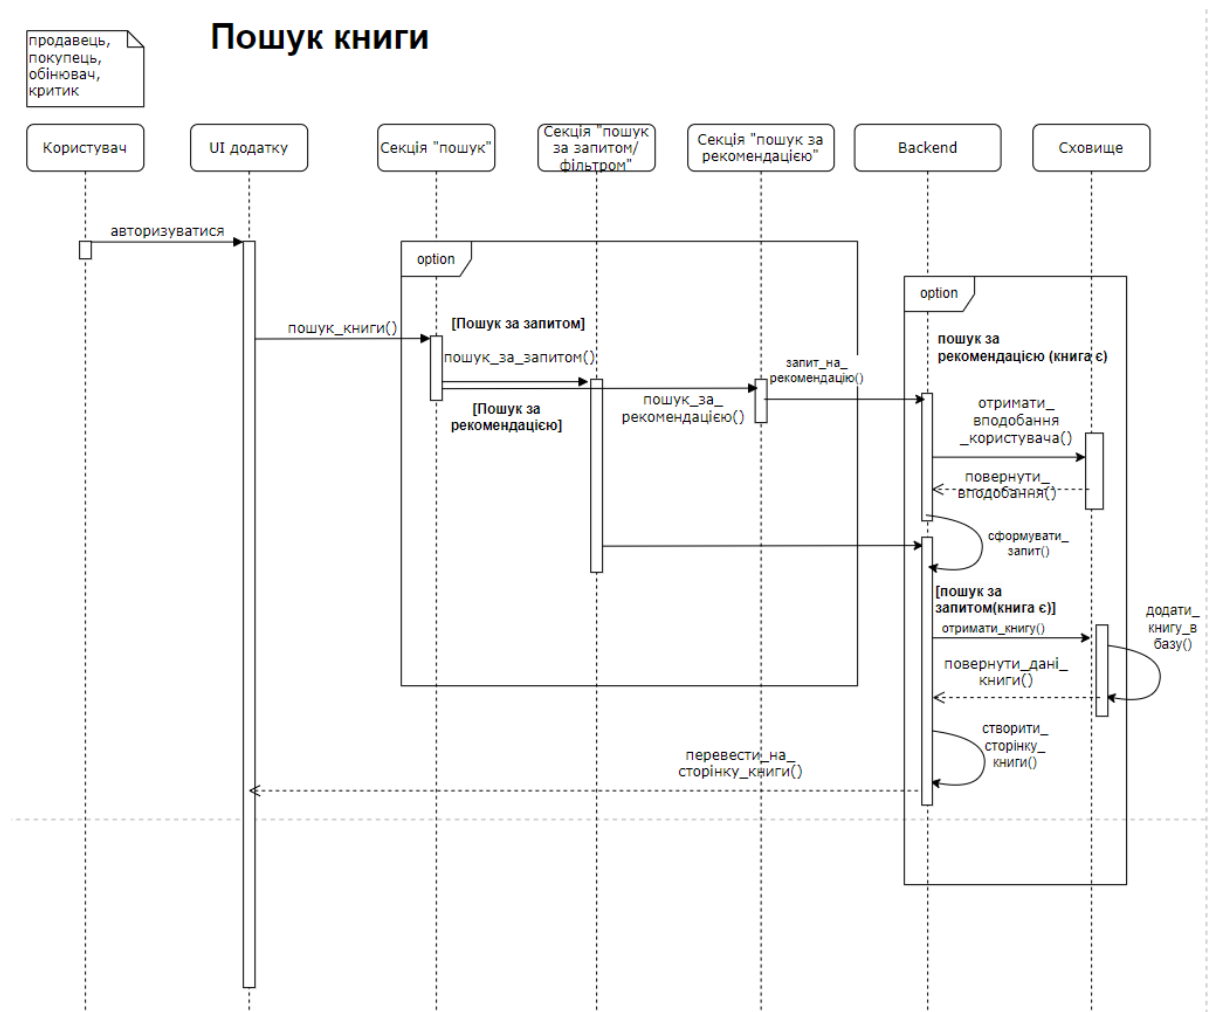 Пошук книги
продавець,
покупець,
обінювач,
критик
Користувач
UI додатку
Секція "пошук"
Секція "пошук
за запитом/
фільтром"
Секція "пошук за
рекомендацією"
Backend
Сховище
авторизуватися
option
option
пошук_книги()
[Пошук за запитом]
пошук_за_запитом()
[Пошук за
рекомендацією]
пошук_за_
рекомендацією()
запит_на_
рекомендацію()
пошук за
рекомендацією (книга є)
отримати_
вподобання
_користувача()
повернути_
вподобання()
сформувати_
запит()
[пошук за
запитом(книга є)]
отримати_книгу()
додати_
книгу_в
базу()
повернути_дані_
книги()
створити_
сторінку_
книги()
перевести_на_
сторінку_книги()